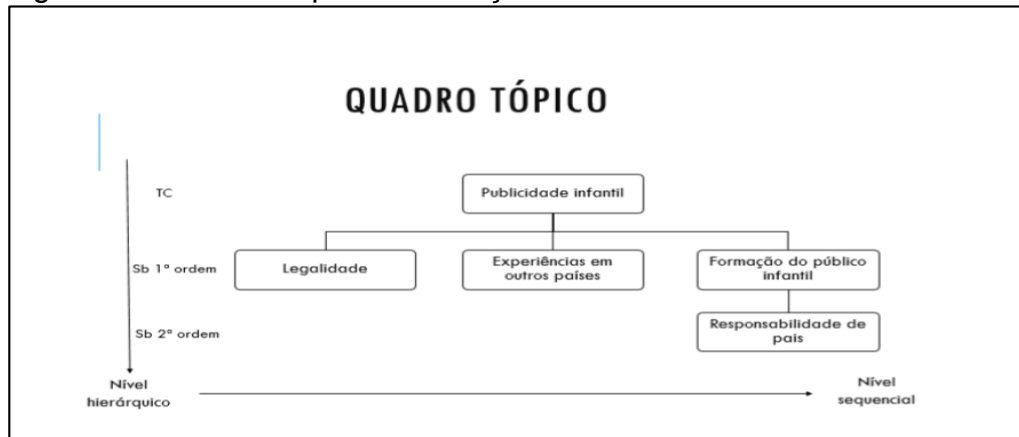 QUADRO TÓPICO
TC
Publicidade infantil
Sb 1ª ordem
Legalidade
Experiências em
outros países
Formação do público
infantil
Sb 2ª ordem
Responsabilidade de
pais
Nível
hierárquico
Nível
sequencial